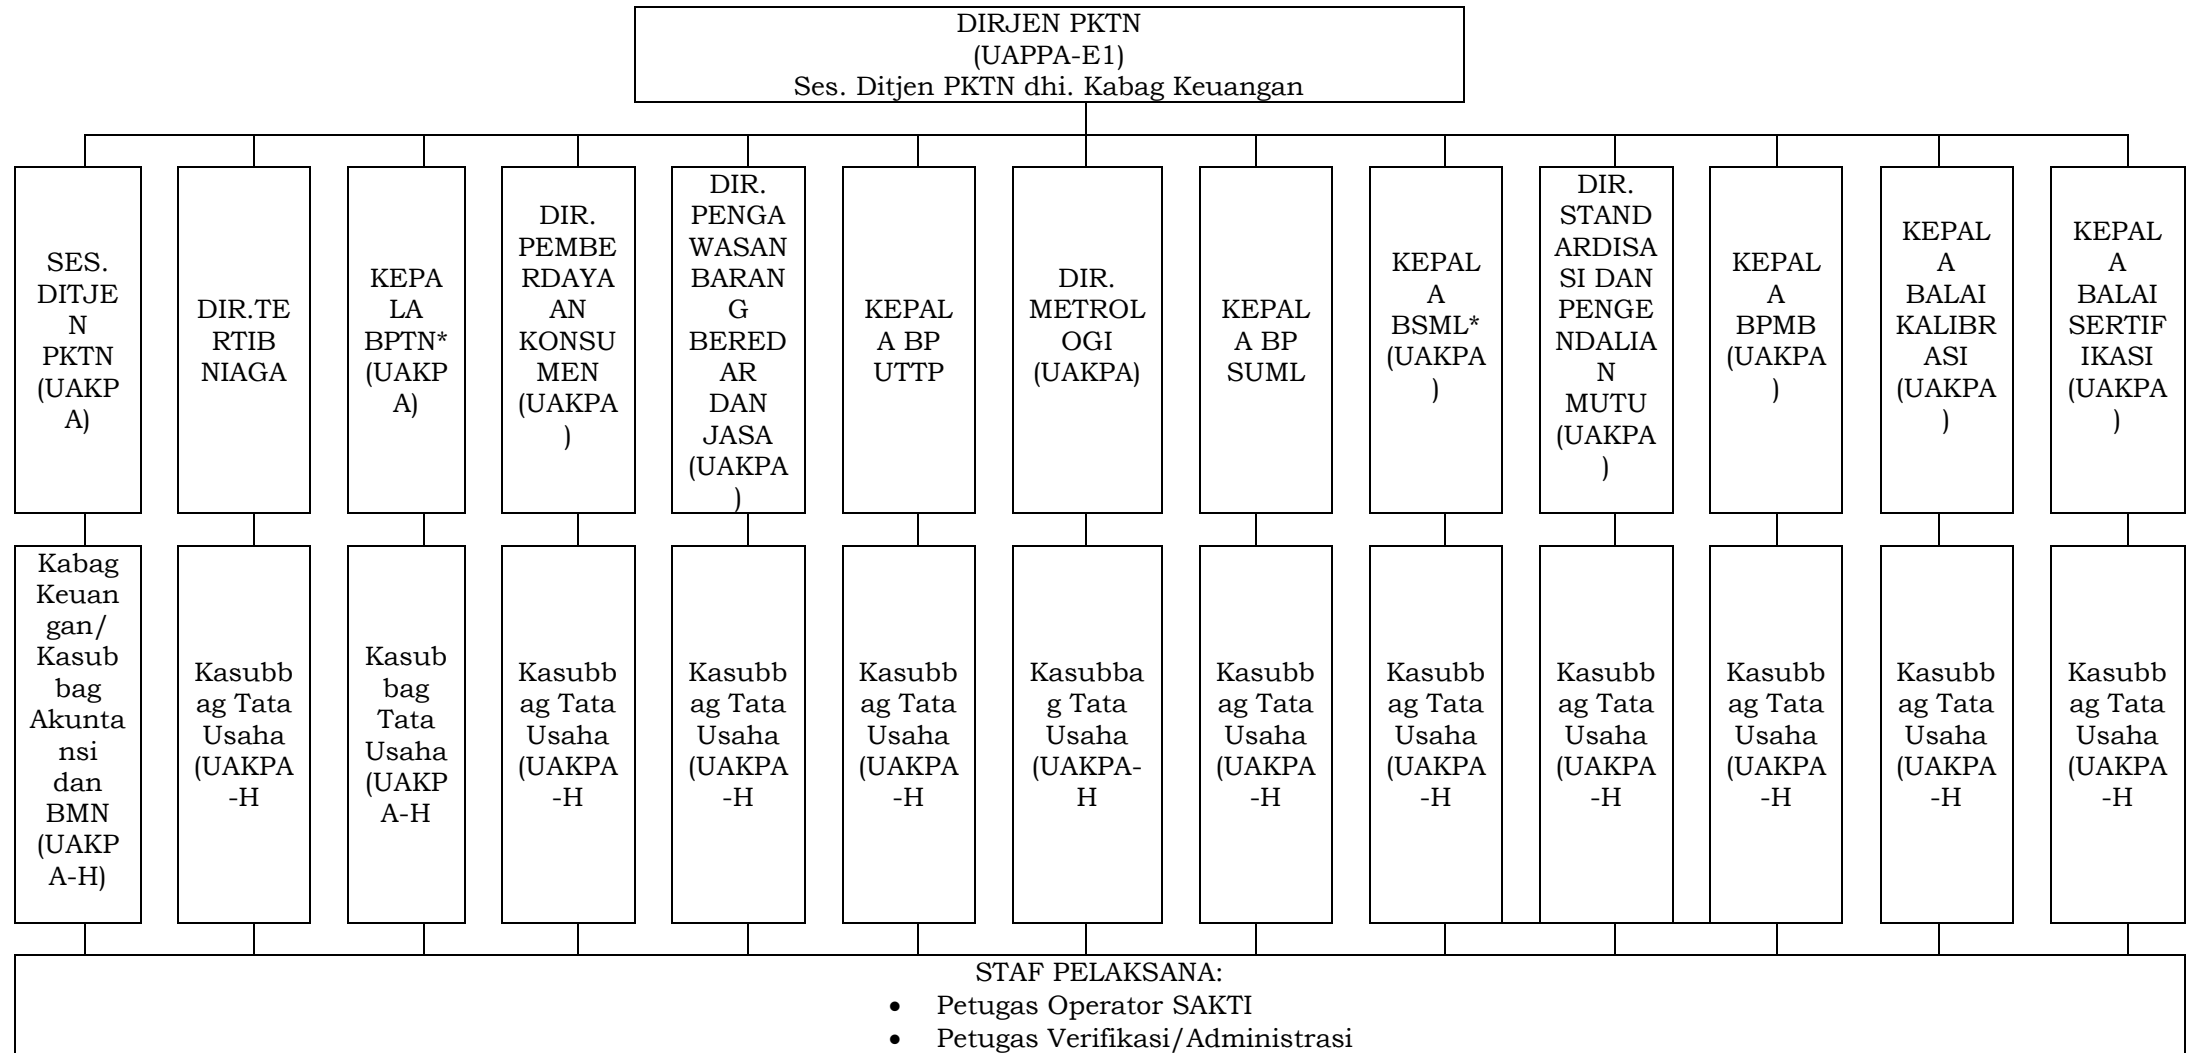 DIRJEN PKTN
(UAPPA-E1)
Ses. Ditjen PKTN dhi. Kabag Keuangan
SES.
DITJE
N
PKTN
(UAKP
A)
DIR.TE
RTIB
NIAGA
KEPA
LA
BPTN*
(UAKP
A)
DIR.
PEMBE
RDAYA
AN
KONSU
MEN
(UAKPA
)
DIR.
PENGA
WASAN
BARAN
G
BERED
AR
DAN
JASA
(UAKPA
)
KEPAL
A BP
UTTP
DIR.
METROL
OGI
(UAKPA)
KEPAL
A BP
SUML
KEPAL
A
BSML*
(UAKPA
)
DIR.
STAND
ARDISA
SI DAN
PENGE
NDALIA
N
MUTU
(UAKPA
)
KEPAL
A
BPMB
(UAKPA
)
KEPAL
A
BALAI
KALIBR
ASI
(UAKPA
)
KEPAL
A
BALAI
SERTIF
IKASI
(UAKPA
)
Kabag
Keuan
gan/
Kasub
bag
Akunta
nsi
dan
BMN
(UAKP
A-H)
Kasubb
ag Tata
Usaha
(UAKPA
-H
Kasub
bag
Tata
Usaha
(UAKP
A-H
Kasubb
ag Tata
Usaha
(UAKPA
-H
Kasubb
ag Tata
Usaha
(UAKPA
-H
Kasubb
ag Tata
Usaha
(UAKPA
-H
Kasubba
g Tata
Usaha
(UAKPA-
H
Kasubb
ag Tata
Usaha
(UAKPA
-H
Kasubb
ag Tata
Usaha
(UAKPA
-H
Kasubb
ag Tata
Usaha
(UAKPA
-H
Kasubb
ag Tata
Usaha
(UAKPA
-H
Kasubb
ag Tata
Usaha
(UAKPA
-H
Kasubb
ag Tata
Usaha
(UAKPA
-H
STAF PELAKSANA:
• Petugas Operator SAKTI
• Petugas Verifikasi/Administrasi